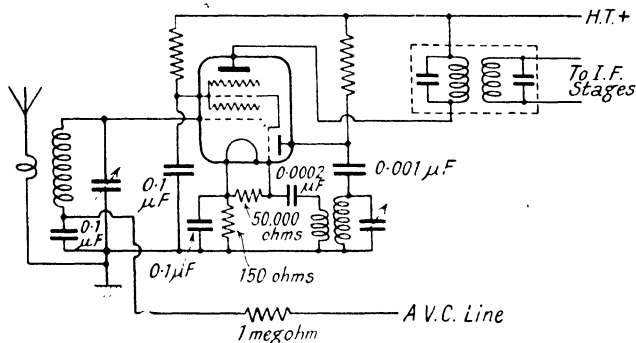 H.T.+
To I.F.
Stages
0.1
µF
0.0002
µF
0.001 µF
50,000
ohms
0.1
µF
0.1µF
150 ohms
A.V.C. Line
1 megohm